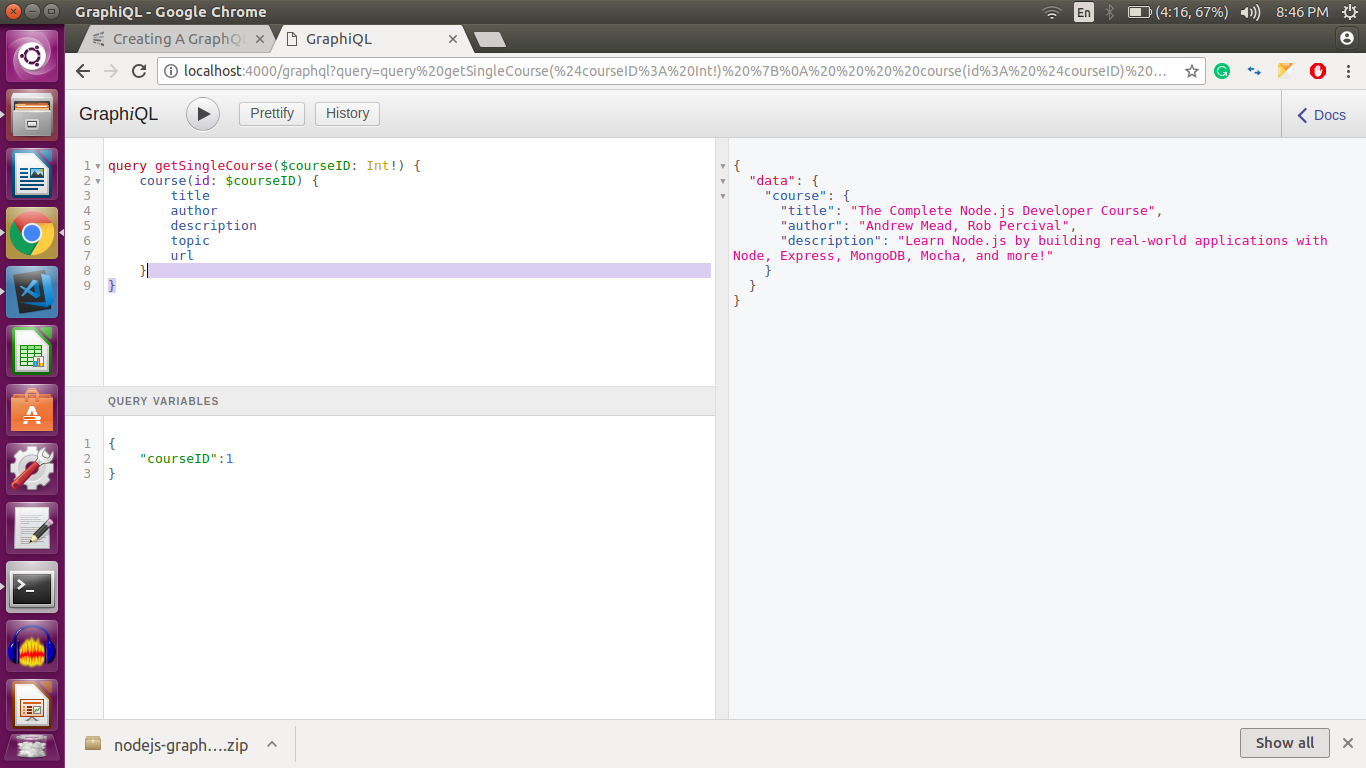 GraphiQL - Google Chrome
En
(4:16, 67%)
8:46 PM
Creating A GraphQ
GraphiQL
localhost:4000/graphql?query=query%20getSingleCourse(%24courseID%3A%20Int!)%20%7B%0A%20%20%20%20course(id%3A%20%24courseID)%20...
GraphiQL
Prettify
History
Docs
1 query getSingleCourse($courseID: Int!) {
2 course(id: $courseID) {
3 title
4 author
5 description
6 topic
7 url
8 }
9 }
QUERY VARIABLES
1 {
2 "courseID":1
3 }
{
"data": {
"course": {
"title": "The Complete Node.js Developer Course",
"author": "Andrew Mead, Rob Percival",
"description": "Learn Node.js by building real-world applications with
Node, Express, MongoDB, Mocha, and more!"
}
}
}
nodejs-graph....zip
Show all